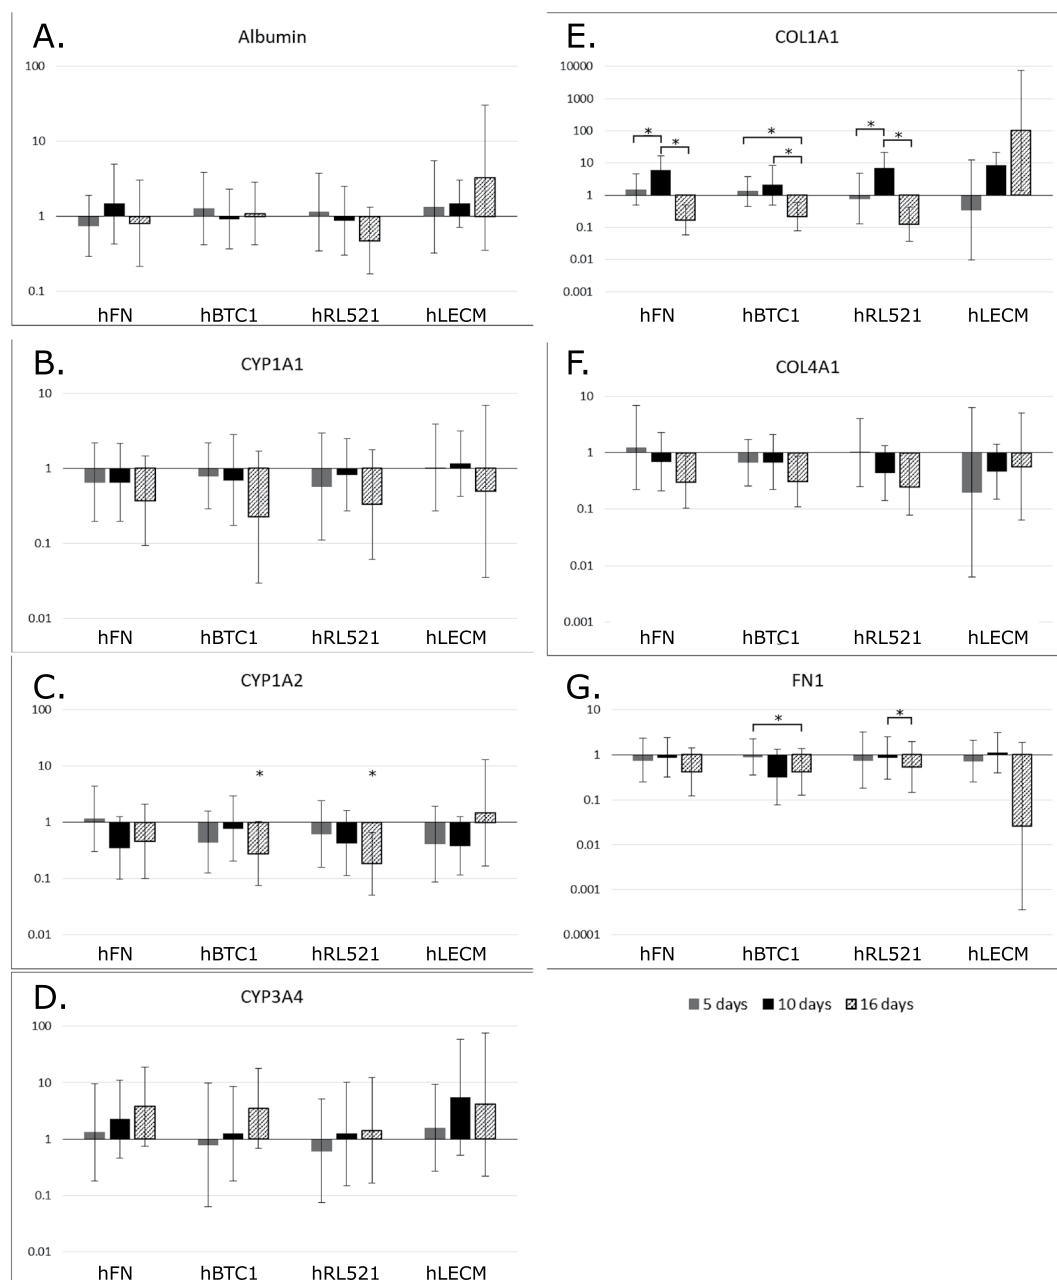 A.
Albumin
100
10
1
0.1
hFN hBTC1 hRL521 hLECM
B.
CYP1A1
10
1
0.1
0.01
hFN hBTC1 hRL521 hLECM
C.
CYP1A2
100
10
* *
1
0.1
0.01
hFN hBTC1 hRL521 hLECM
D.
CYP3A4
100
10
1
0.1
0.01
hFN hBTC1 hRL521 hLECM
E.
COL1A1
10000
1000
100
* * * * * *
10
1
0.1
0.01
0.001
hFN hBTC1 hRL521 hLECM
F.
COL4A1
10
1
0.1
0.01
0.001
hFN hBTC1 hRL521 hLECM
G.
FN1
10
* *
1
0.1
0.01
0.001
0.0001
hFN hBTC1 hRL521 hLECM
5 days 10 days 16 days